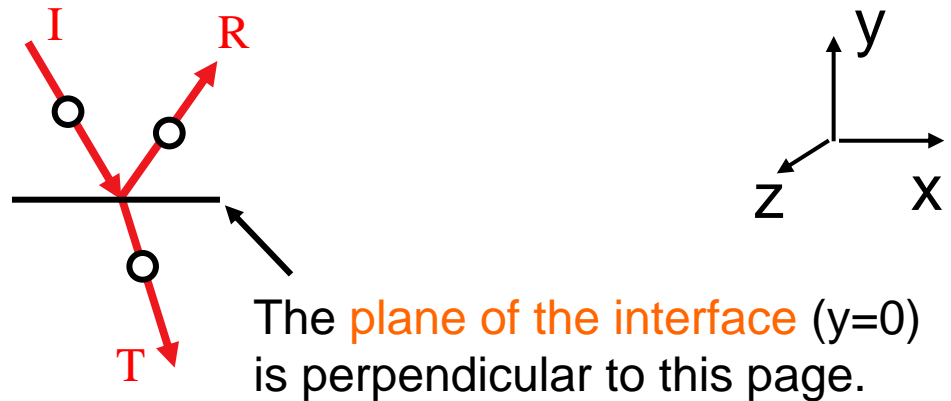 I
R
T
y
z
x
The plane of the interface (y=0)
is perpendicular to this page.